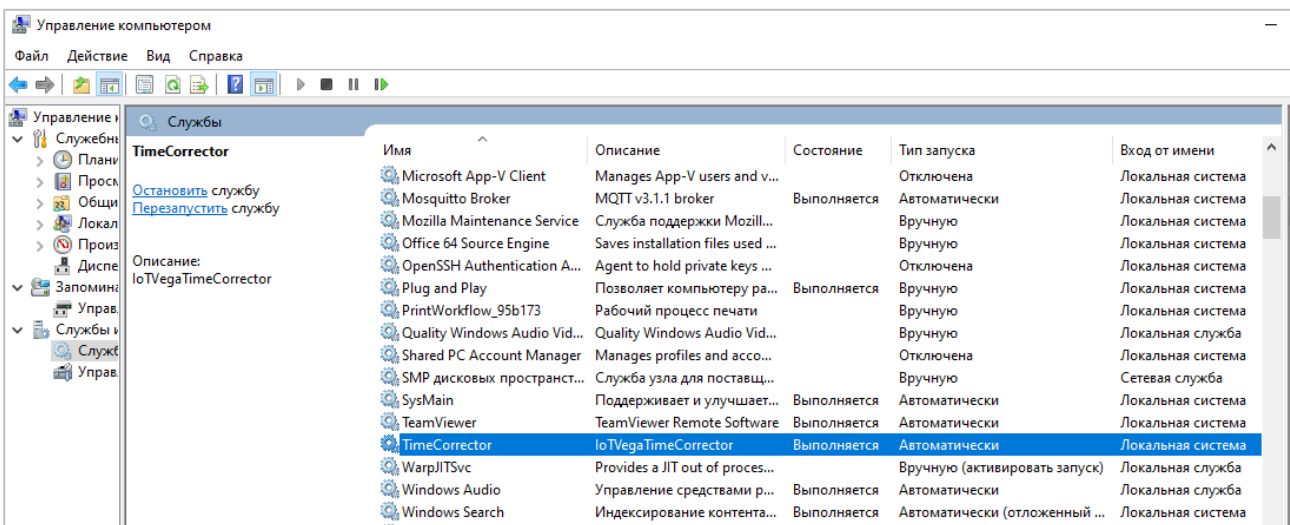 Управление компьютером
Файл Действие Вид Справка
Управление к
Служебнь
Плани
Просм
Общи
Локал
Произ
Диспе
Запомина
Управ.
Службы и
Служб
Управ.
Службы
TimeCorrector
Остановить службу
Перезапустить службу
Описание:
IoTVegaTimeCorrector
Имя Описание Состояние Тип запуска Вход от имени
Microsoft App-V Client Manages App-V users and v... Отключена Локальная система
Mosquitto Broker MQTT v3.1.1 broker Выполняется Автоматически Локальная система
Mozilla Maintenance Service Служба поддержки Mozill... Вручную Локальная система
Office 64 Source Engine Saves installation files used ... Вручную Локальная система
OpenSSH Authentication A... Agent to hold private keys ... Отключена Локальная система
Plug and Play Позволяет компьютеру ра... Выполняется Вручную Локальная система
PrintWorkflow_95b173 Рабочий процесс печати Вручную Локальная система
Quality Windows Audio Vid... Quality Windows Audio Vid... Вручную Локальная служба
Shared PC Account Manager Manages profiles and acco... Отключена Локальная система
SMP дисковых пространст... Служба узла для поставщ... Вручную Сетевая служба
SysMain Поддерживает и улучшает... Выполняется Автоматически Локальная система
TeamViewer TeamViewer Remote Software Выполняется Автоматически Локальная система
TimeCorrector IoTVegaTimeCorrector Выполняется Автоматически Локальная система
WarpJITSvc Provides a JIT out of proces... Вручную (активировать запуск) Локальная служба
Windows Audio Управление средствами р... Выполняется Автоматически Локальная служба
Windows Search Индексирование контента... Выполняется Автоматически (отложенный ... Локальная система